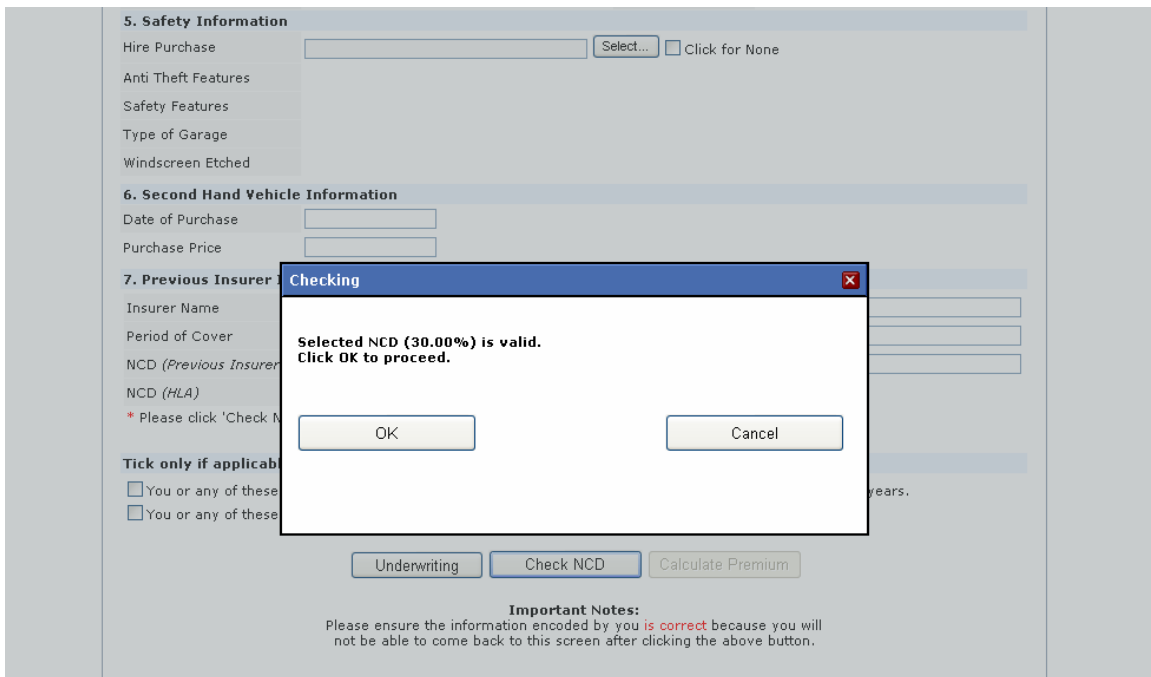 5. Safety Information
Hire Purchase Select... Click for None
Anti Theft Features
Safety Features
Type of Garage
Windscreen Etched
6. Second Hand Vehicle Information
Date of Purchase
Purchase Price
7. Previous Insurer
Checking
Insurer Name
Period of Cover
Selected NCD (30.00%) is valid.
Click OK to proceed.
NCD (Previous Insurer
NCD (HLA)
* Please click 'Check
OK Cancel
Tick only if
You or any of these years.
You or any of these
Underwriting Check NCD Calculate Premium
Important Notes:
Please ensure the information encoded by you is correct because you will
not be able to come back to this screen after clicking the above button.